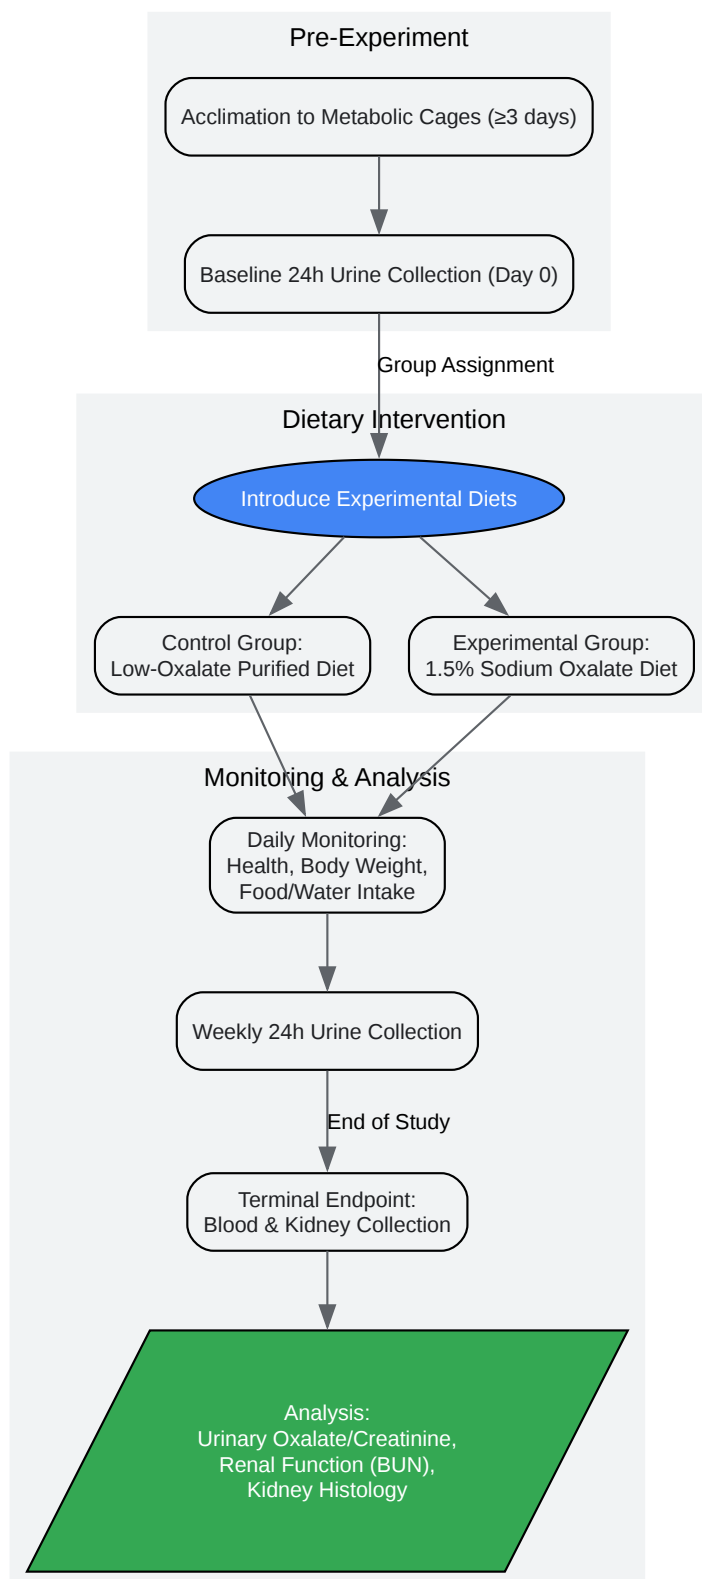 Pre-Experiment
Acclimation to Metabolic Cages (≥3 days)
Baseline 24h Urine Collection (Day 0)
Group Assignment
Dietary Intervention
Introduce Experimental Diets
Control Group:
Low-Oxalate Purified Diet
Experimental Group:
1.5% Sodium Oxalate Diet
Monitoring & Analysis
Daily Monitoring:
Health, Body Weight,
Food/Water Intake
Weekly 24h Urine Collection
End of Study
Terminal Endpoint:
Blood & Kidney Collection
Analysis:
Urinary Oxalate/Creatinine,
Renal Function (BUN),
Kidney Histology